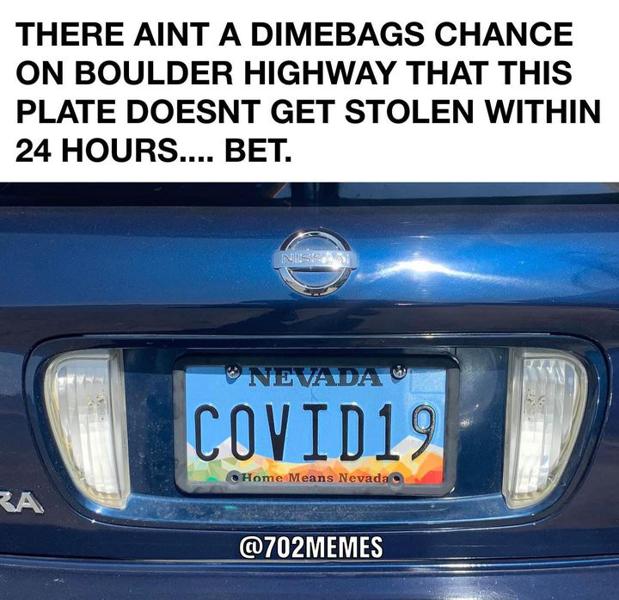 THERE AINT A DIMEBAGS CHANCE
ON BOULDER HIGHWAY THAT THIS
PLATE DOESNT GET STOLEN WITHIN
24 HOURS.... BET.
NISSAN
NEVADA
COVID19
Home Means Nevada
RA
@702MEMES